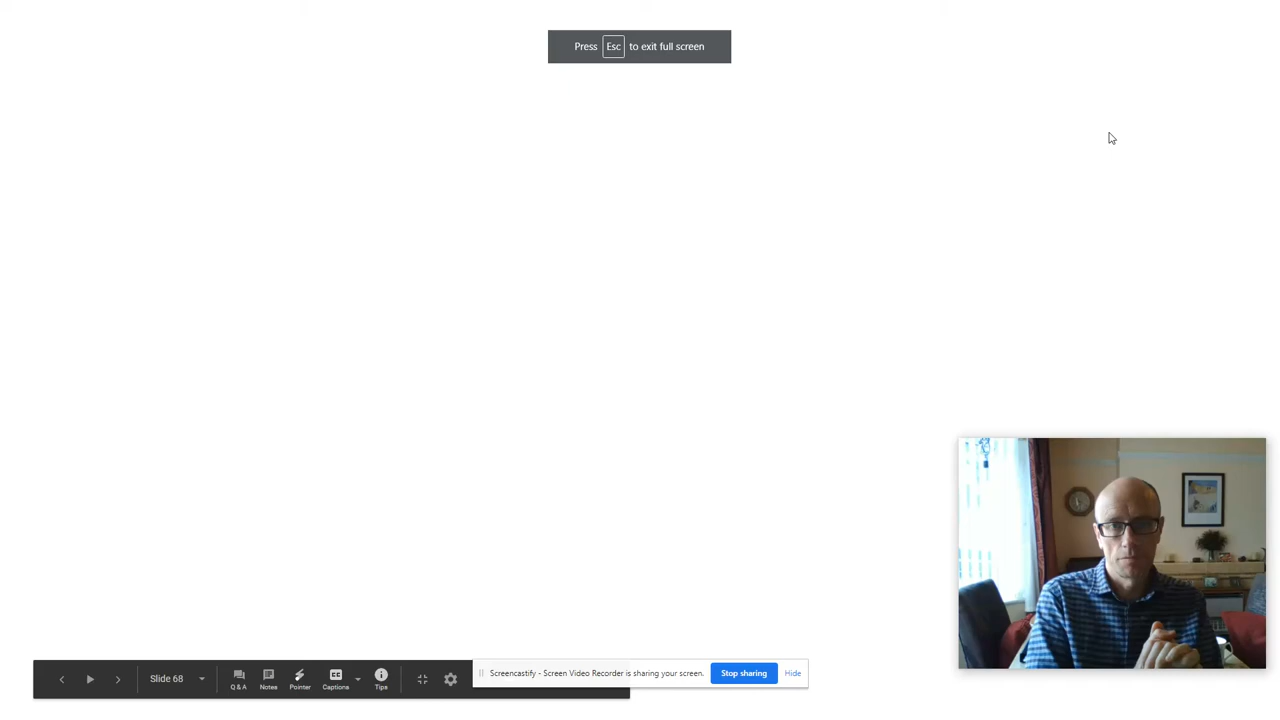 Press Esc to exit full screen
Slide 68
Q & A
Notes
Pointer
Captions
Tips
Screencastify - Screen Video Recorder is sharing your screen.
Stop sharing
Hide